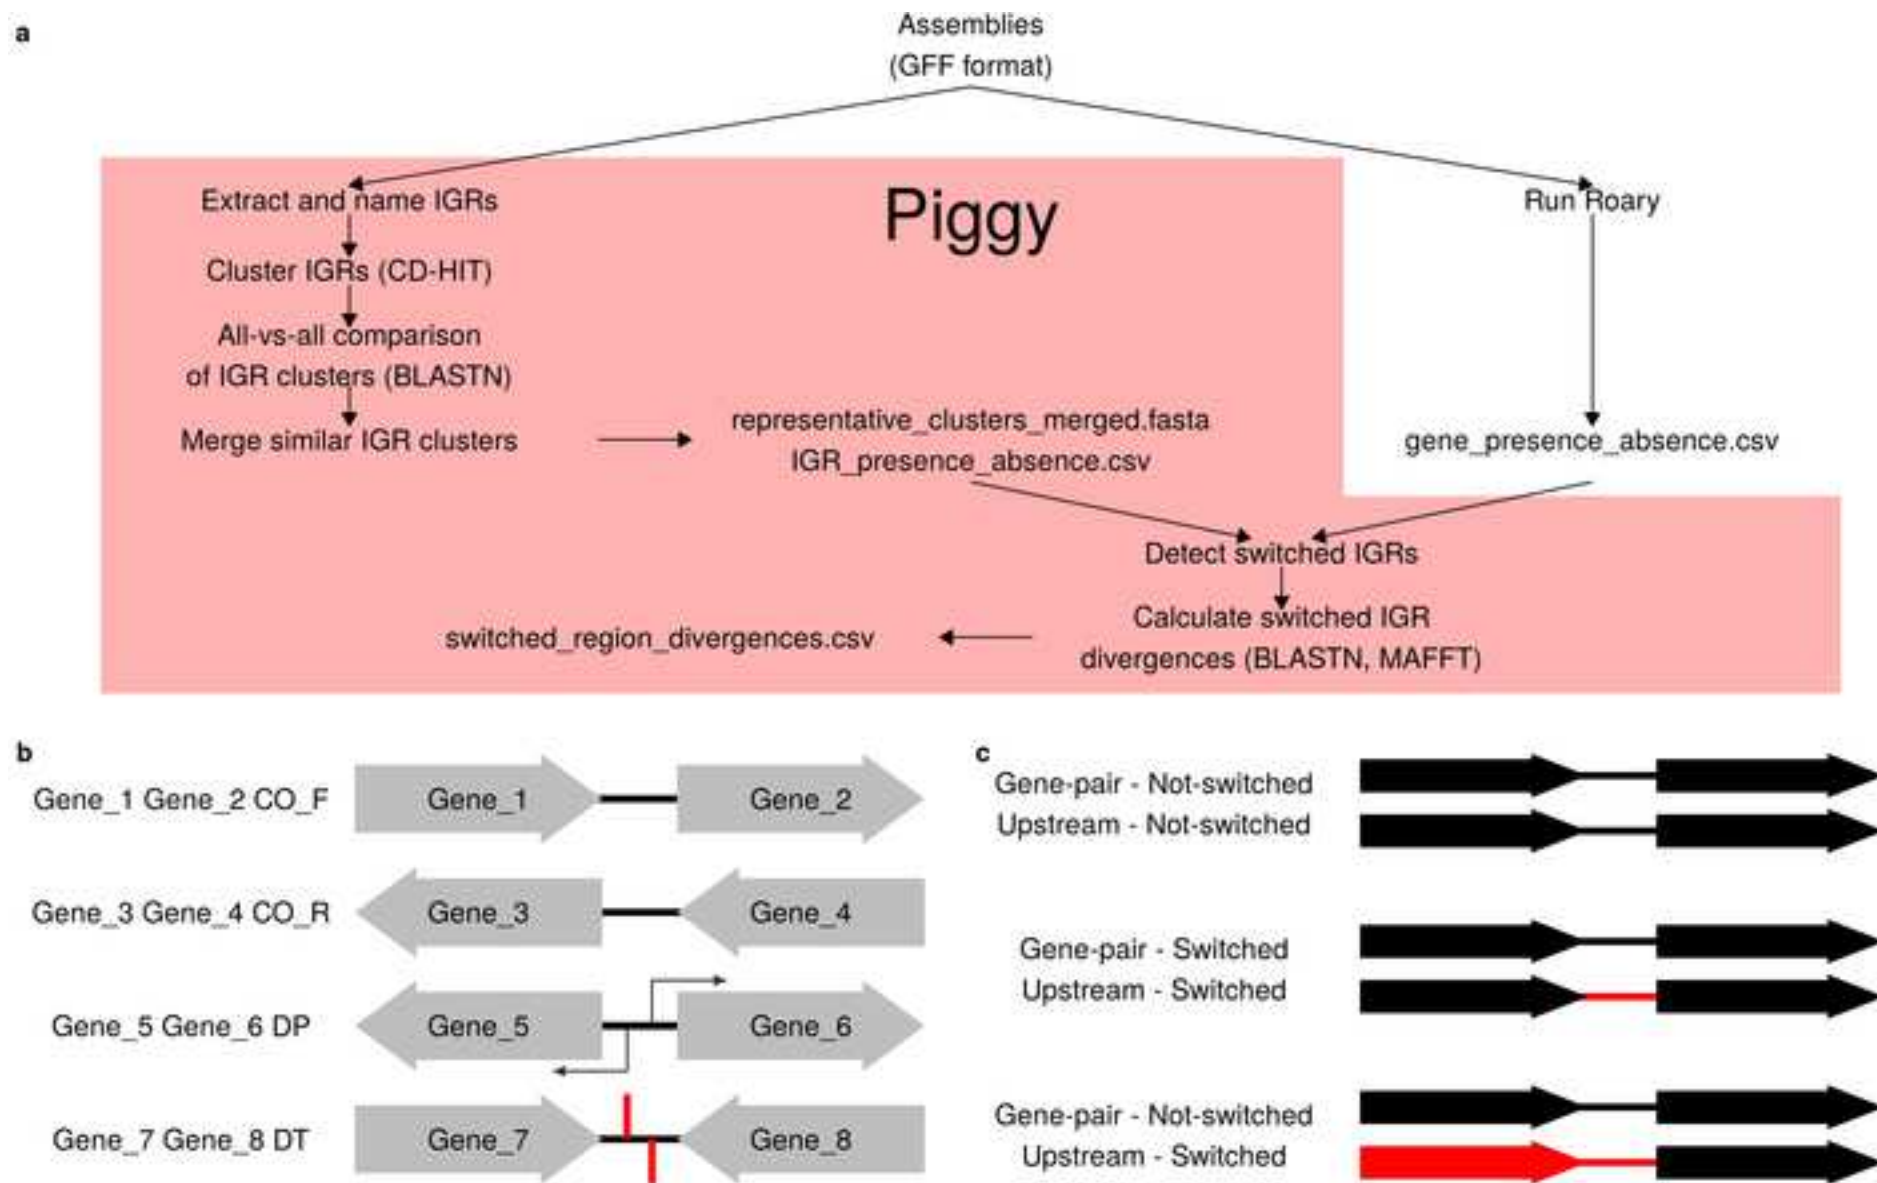 a
Assemblies
(GFF format)
Piggy
Extract and name IGRs
Run Roary
Cluster IGRs (CD-HIT)
All-vs-all comparison
of IGR clusters (BLASTN)
Merge similar IGR clusters
representative_clusters_merged.fasta
IGR_presence_absence.csv
gene_presence_absence.csv
Detect switched IGRs
Calculate switched IGR
divergences (BLASTN, MAFFT)
switched_region_divergences.csv
b
Gene_1 Gene_2 CO_F
Gene_1
Gene_2
Gene_3 Gene_4 CO_R
Gene_3
Gene_4
Gene_5 Gene_6 DP
Gene_5
Gene_6
Gene_7 Gene_8 DT
Gene_7
Gene_8
c
Gene-pair - Not-switched
Upstream - Not-switched
Gene-pair - Switched
Upstream - Switched
Gene-pair - Not-switched
Upstream - Switched